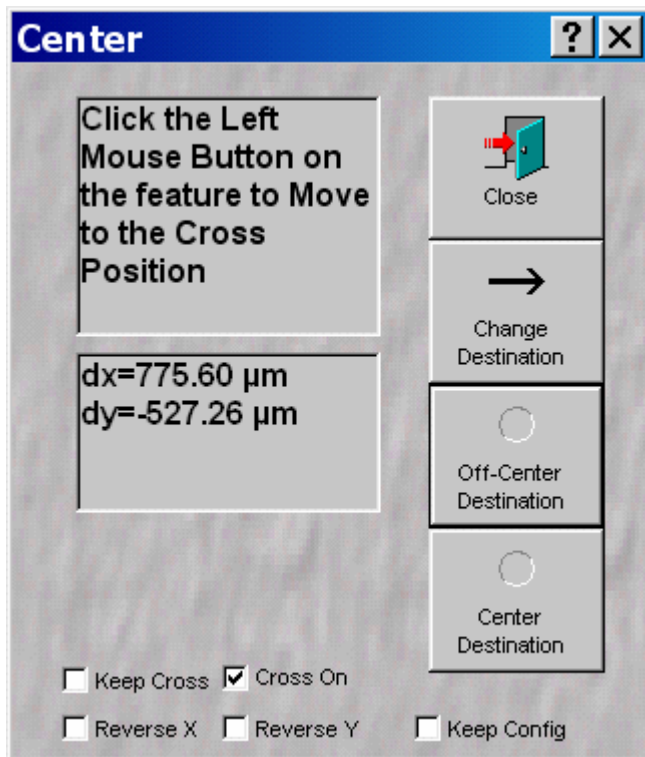 Center
Click the Left
Mouse Button on
the feature to Move
to the Cross
Position
dx=775.60 µm
dy=-527.26 µm
Close
Change
Destination
Off-Center
Destination
Center
Destination
Keep Cross
Cross On
Reverse X
Reverse Y
Keep Config